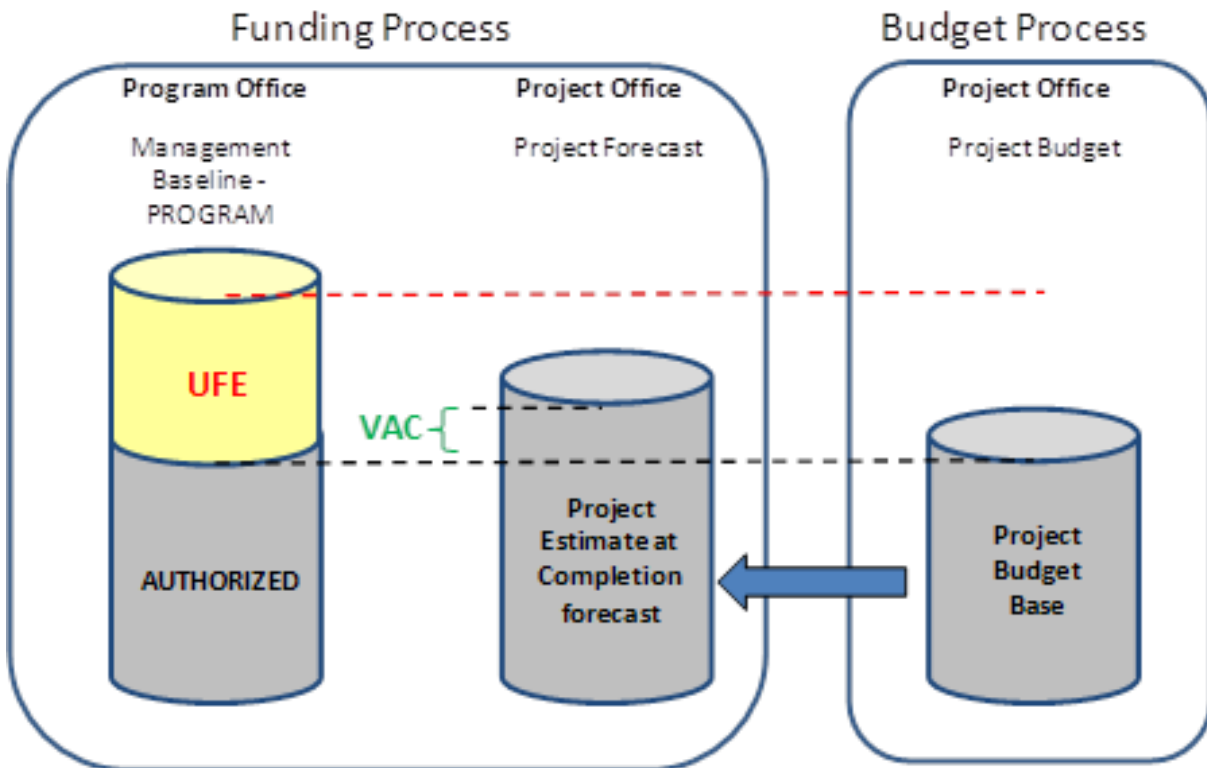 Funding Process
Budget Process
Program Office
Project Office
Project Office
Management
Baseline -
PROGRAM
Project Forecast
Project Budget
UFE
VAC
AUTHORIZED
Project
Estimate at
Completion
forecast
Project
Budget
Base